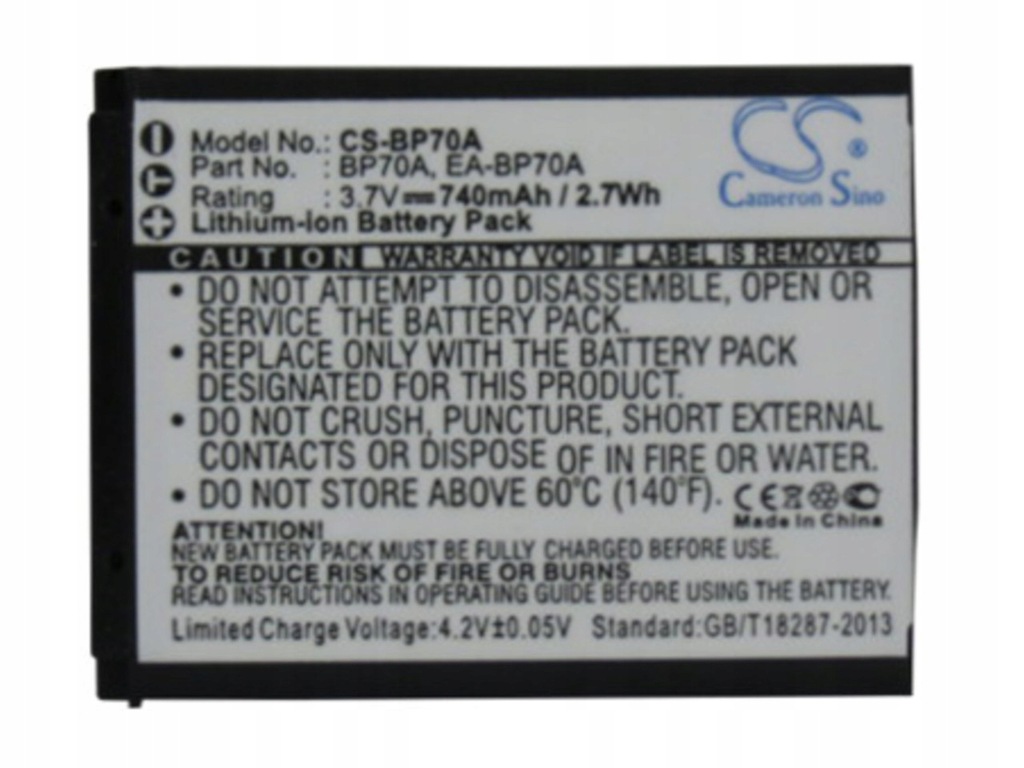 Model No.: CS-BP70A
Part No. : BP70A, EA-BP70A
Rating : 3.7V⎓740mAh / 2.7Wh
Lithium-ion Battery Pack
CS
®
Cameron Sino
CAUTION WARRANTY VOID IF LABEL IS REMOVED
• DO NOT ATTEMPT TO DISASSEMBLE, OPEN OR
SERVICE THE BATTERY PACK.
• REPLACE ONLY WITH THE BATTERY PACK
DESIGNATED FOR THIS PRODUCT.
• DO NOT CRUSH, PUNCTURE, SHORT EXTERNAL
CONTACTS OR DISPOSE OF IN FIRE OR WATER.
• DO NOT STORE ABOVE 60°C (140°F). CE
Made In China
ATTENTION!
NEW BATTERY PACK MUST BE FULLY CHARGED BEFORE USE.
TO REDUCE RISK OF FIRE OR BURNS
READ INSTRUCTIONS IN OPERATING GUIDE BEFORE USING.
Limited Charge Voltage:4.2V±0.05V Standard:GB/T18287-2013